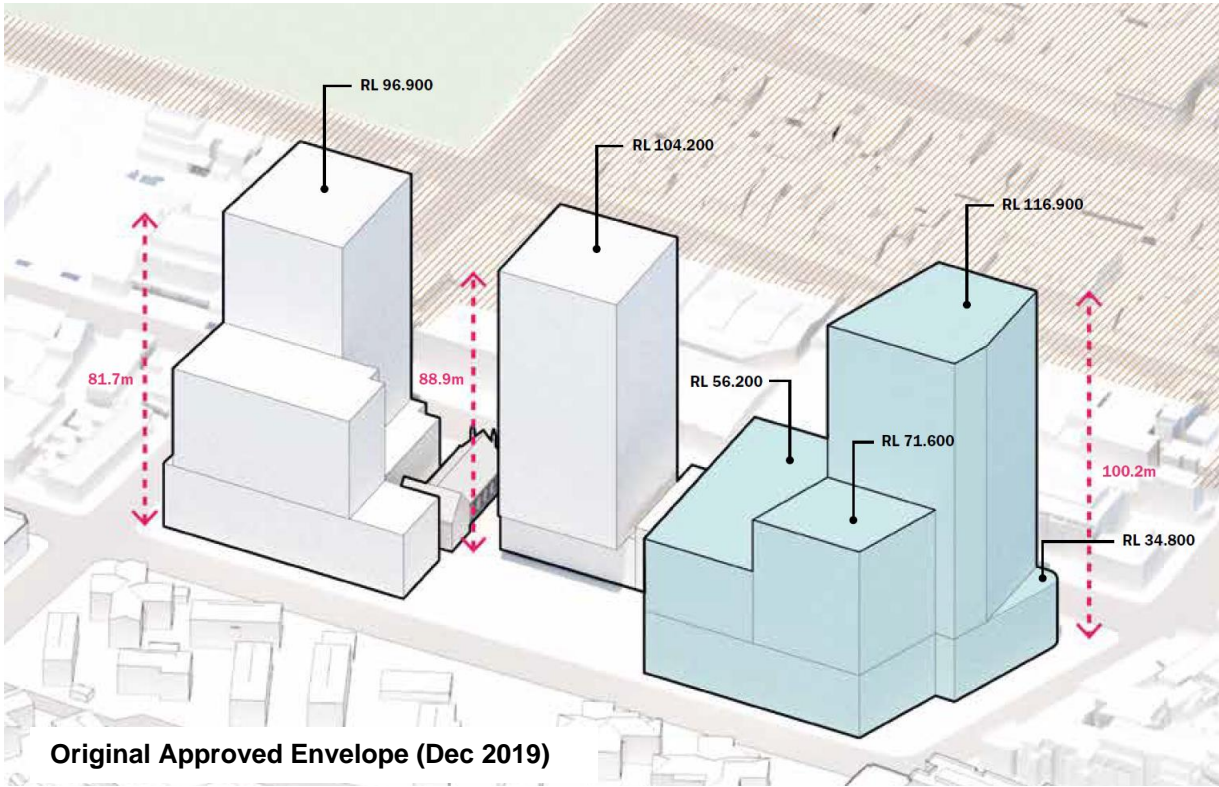 RL 96.900
RL 104.200
RL 116.900
RL 56.200
81.7m
88.9m
RL 71.600
100.2m
RL 34.800
Original Approved Envelope (Dec 2019)